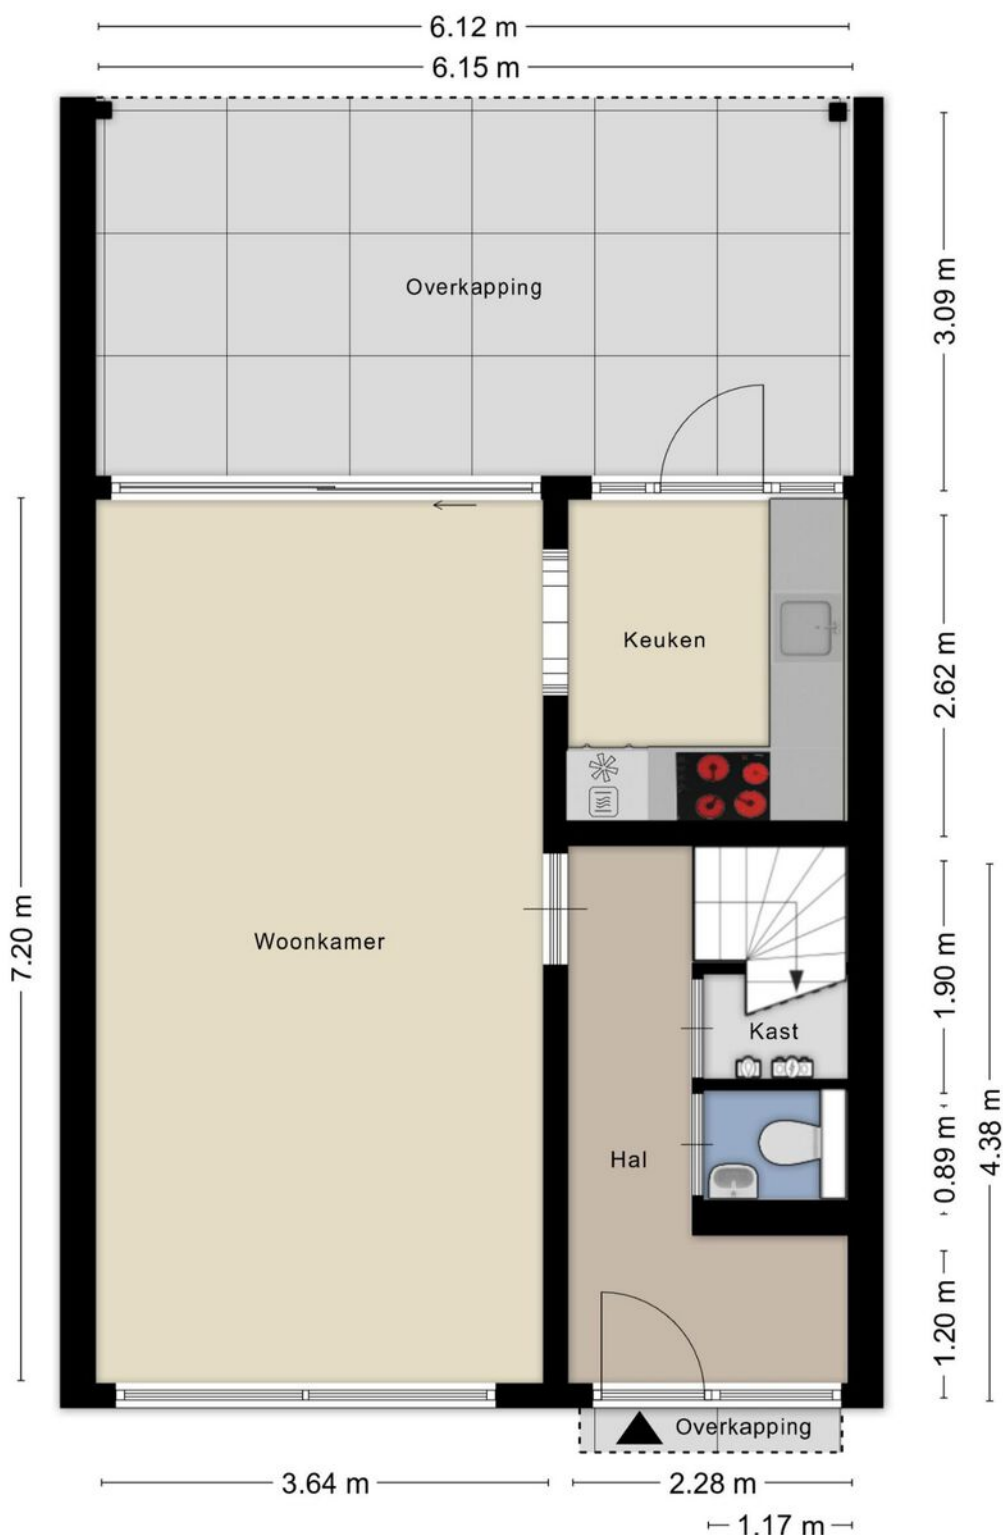 6.12 m
6.15 m
Overkapping
3.09 m
Keuken
2.62 m
Woonkamer
7.20 m
1.90 m
Kast
4.38 m
0.89 m
Hal
1.20 m
Overkapping
3.64 m
2.28 m
1.17 m